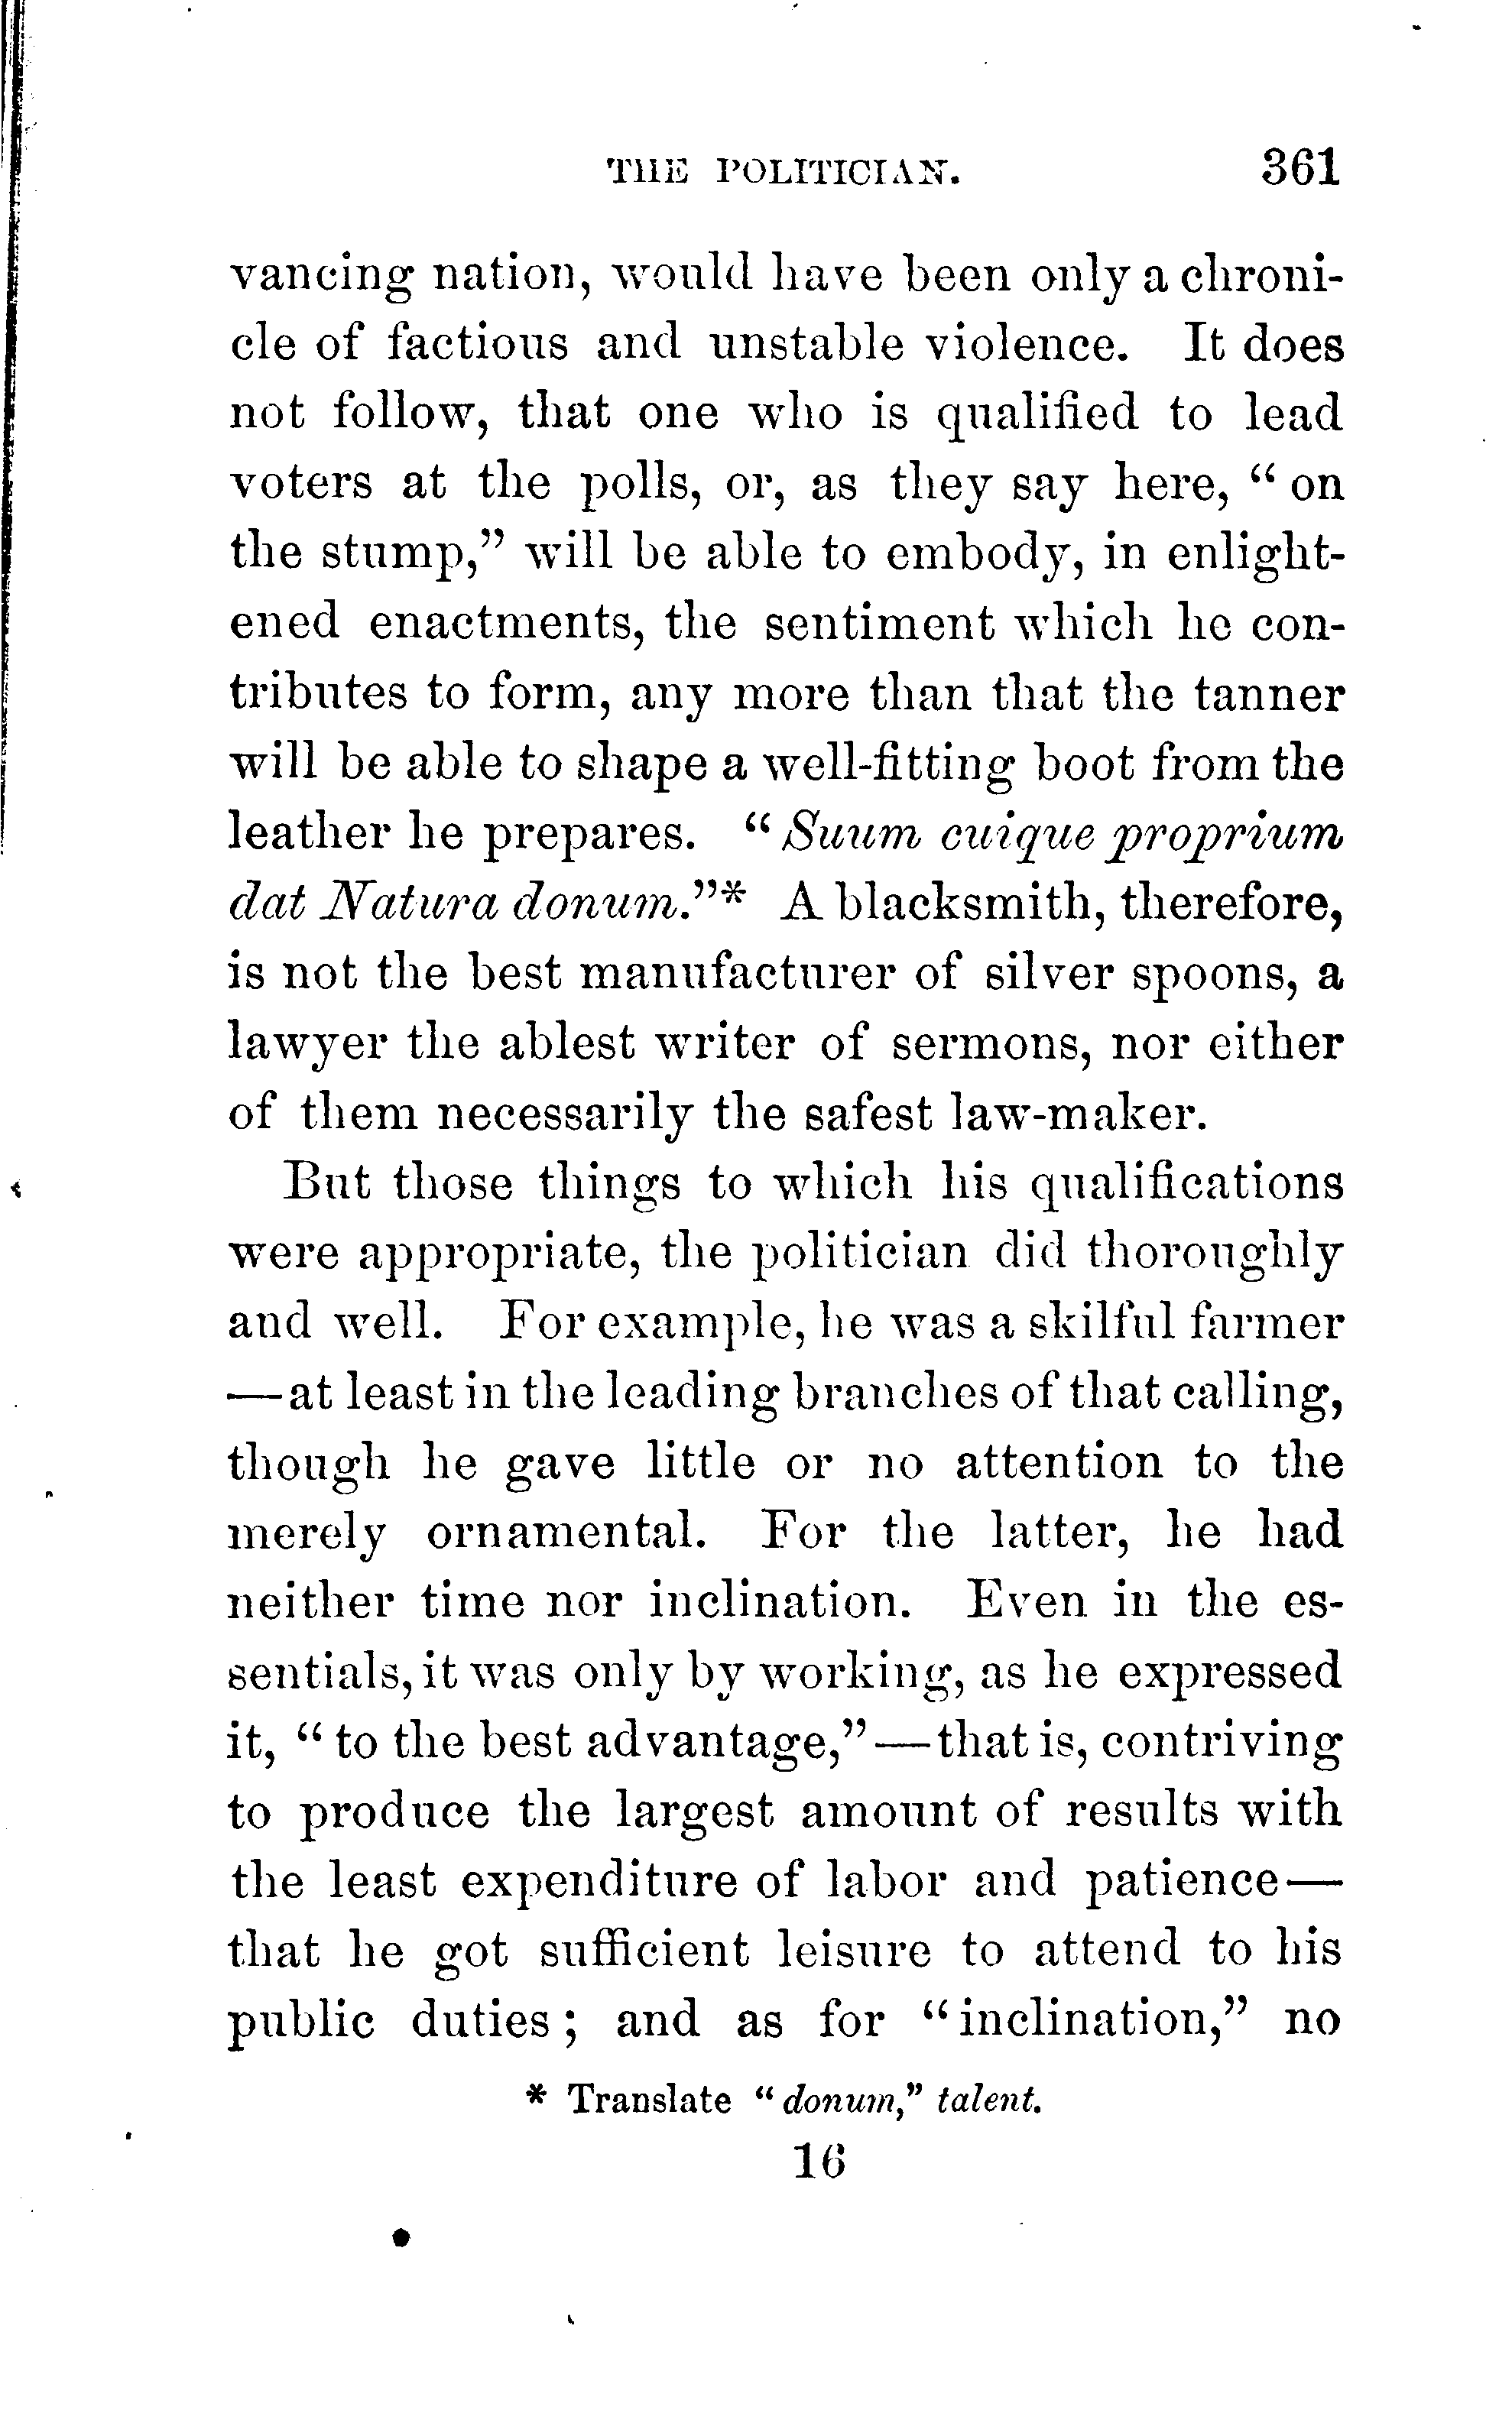 THE POLITICIAN. 361
vancing nation, would have been only a chroni-
cle of factious and unstable violence. It does
not follow, that one who is qualified to lead
voters at the polls, or, as they say here, “on
the stump,” will be able to embody, in enlight-
ened enactments, the sentiment which he con-
tributes to form, any more than that the tanner
will be able to shape a well-fitting boot from the
leather he prepares. “Suum cuique proprium
dat Natura donum.”* A blacksmith, therefore,
is not the best manufacturer of silver spoons, a
lawyer the ablest writer of sermons, nor either
of them necessarily the safest law-maker.
But those things to which his qualifications
were appropriate, the politician did thoroughly
and well. For example, he was a skilful farmer
—at least in the leading branches of that calling,
though he gave little or no attention to the
merely ornamental. For the latter, he had
neither time nor inclination. Even in the es-
sentials, it was only by working, as he expressed
it, “to the best advantage,”—that is, contriving
to produce the largest amount of results with
the least expenditure of labor and patience—
that he got sufficient leisure to attend to his
public duties; and as for “inclination,” no
* Translate “donum,” talent.
16